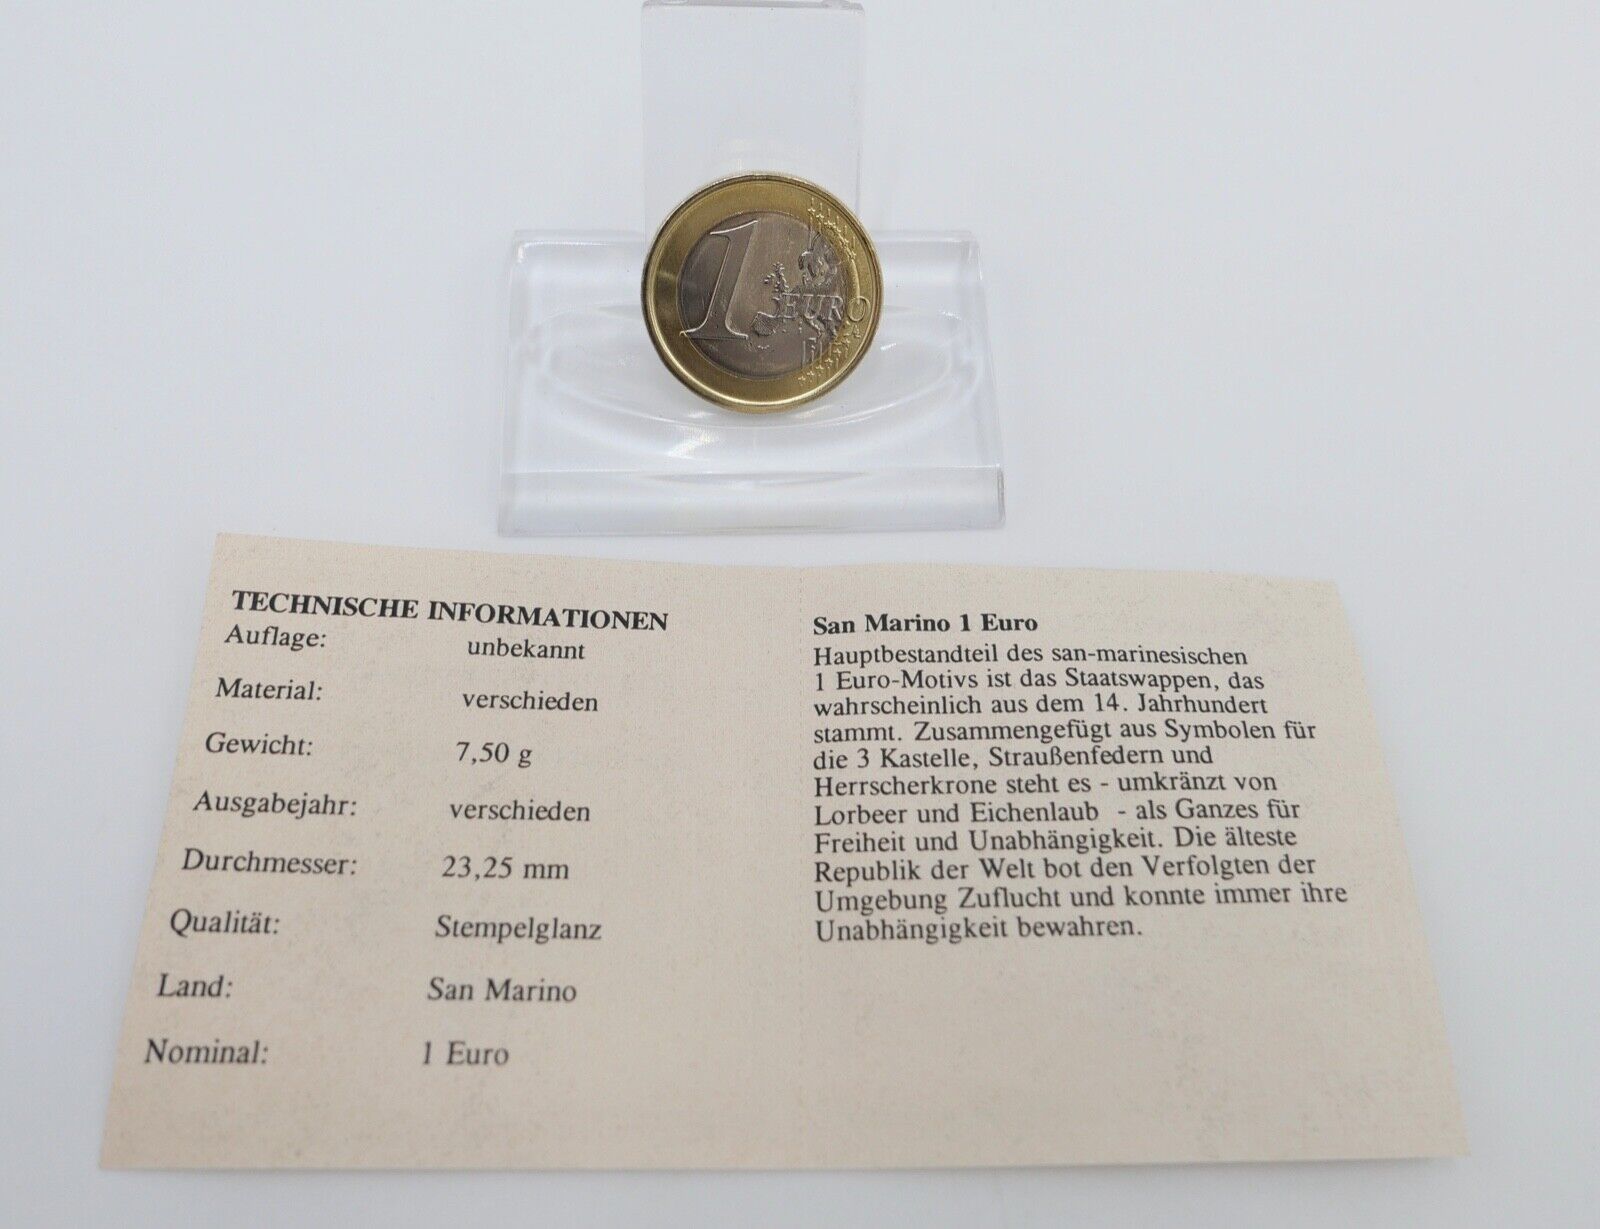 1 EURO
TECHNISCHE INFORMATIONEN
Auflage: unbekannt
Material: verschieden
Gewicht: 7,50 g
Ausgabejahr: verschieden
Durchmesser: 23,25 mm
Qualität: Stempelglanz
Land: San Marino
Nominal: 1 Euro
San Marino 1 Euro
Hauptbestandteil des san-marinesischen
1 Euro-Motivs ist das Staatswappen, das
wahrscheinlich aus dem 14. Jahrhundert
stammt. Zusammengefügt aus Symbolen für
die 3 Kastelle, Straußenfedern und
Herrscherkrone steht es - umkränzt von
Lorbeer und Eichenlaub - als Ganzes für
Freiheit und Unabhängigkeit. Die älteste
Republik der Welt bot den Verfolgten der
Umgebung Zuflucht und konnte immer ihre
Unabhängigkeit bewahren.